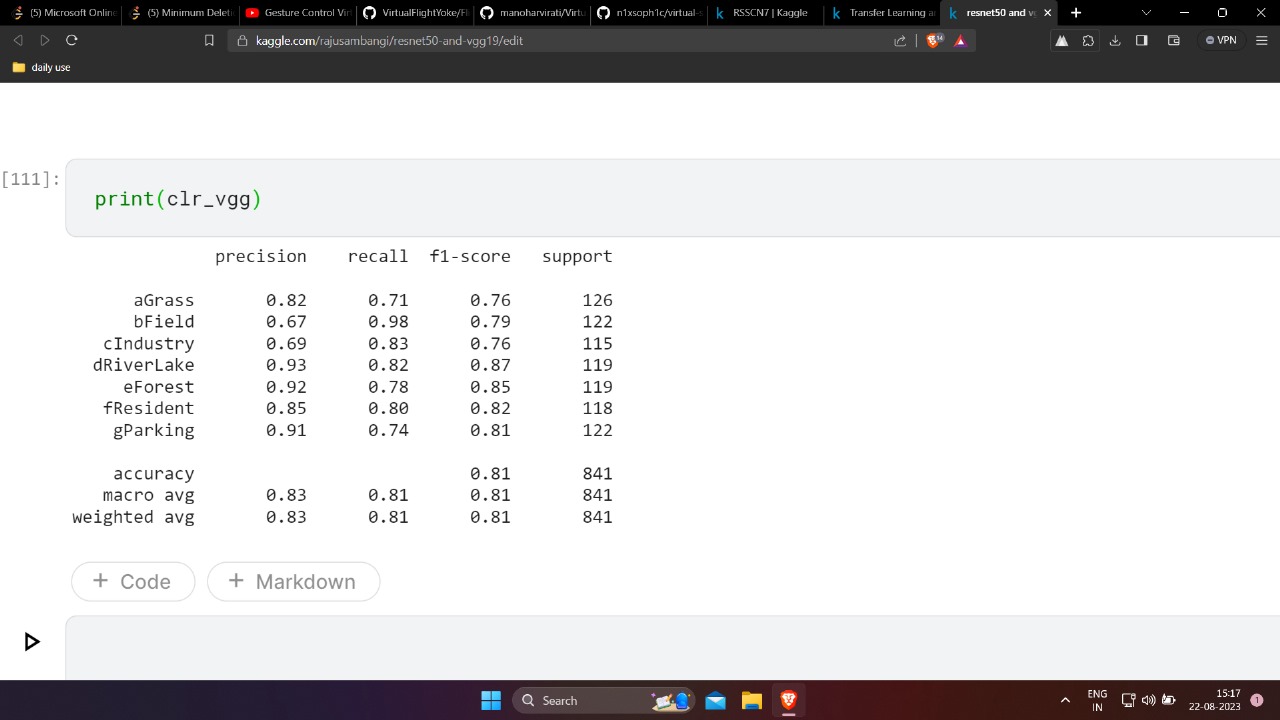 (5) Microsoft Online
(5) Minimum Deleti
Gesture Control Vir
VirtualFlightYoke/Fl
manoharvirati/Virtu
n1xsoph1c/virtual-s
RSSCN7 | Kaggle
Transfer Learning a
resnet50 and vg
kaggle.com/rajusambangi/resnet50-and-vgg19/edit
14
VPN
daily use
[111]:
print(clr_vgg)
precision recall f1-score support
aGrass 0.82 0.71 0.76 126
bField 0.67 0.98 0.79 122
cIndustry 0.69 0.83 0.76 115
dRiverLake 0.93 0.82 0.87 119
eForest 0.92 0.78 0.85 119
fResident 0.85 0.80 0.82 118
gParking 0.91 0.74 0.81 122
accuracy 0.81 841
macro avg 0.83 0.81 0.81 841
weighted avg 0.83 0.81 0.81 841
+ Code
+ Markdown
Search
ENG
IN
15:17
22-08-2023
1